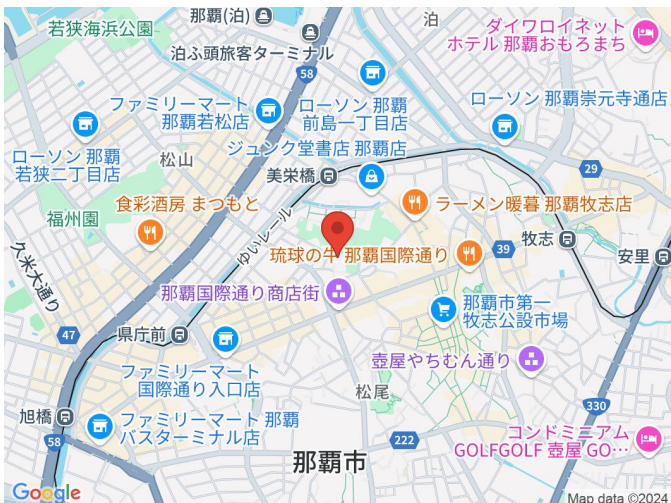 那覇(泊)
泊
若狭海浜公園
泊ふ頭旅客ターミナル
58
ダイワロイネット
ホテル 那覇おもろまち
ファミリーマート
那覇若松店
ローソン 那覇
前島一丁目店
ローソン 那覇崇元寺通店
ローソン 那覇
若狭二丁目店
松山
ジュンク堂書店 那覇店
美栄橋
29
福州園
食彩酒房 まつもと
ラーメン暖暮 那覇牧志店
久米大通り
ゆいレール
琉球の牛 那覇国際通り
39
牧志
安里
那覇国際通り商店街
那覇市第一
牧志公設市場
47
県庁前
壺屋やちむん通り
ファミリーマート
国際通り入口店
松尾
旭橋
ファミリーマート 那覇
バスターミナル店
58
222
330
コンドミニアム
GOLFGOLF 壺屋 GO…
那覇市
Google
Map data ©2024